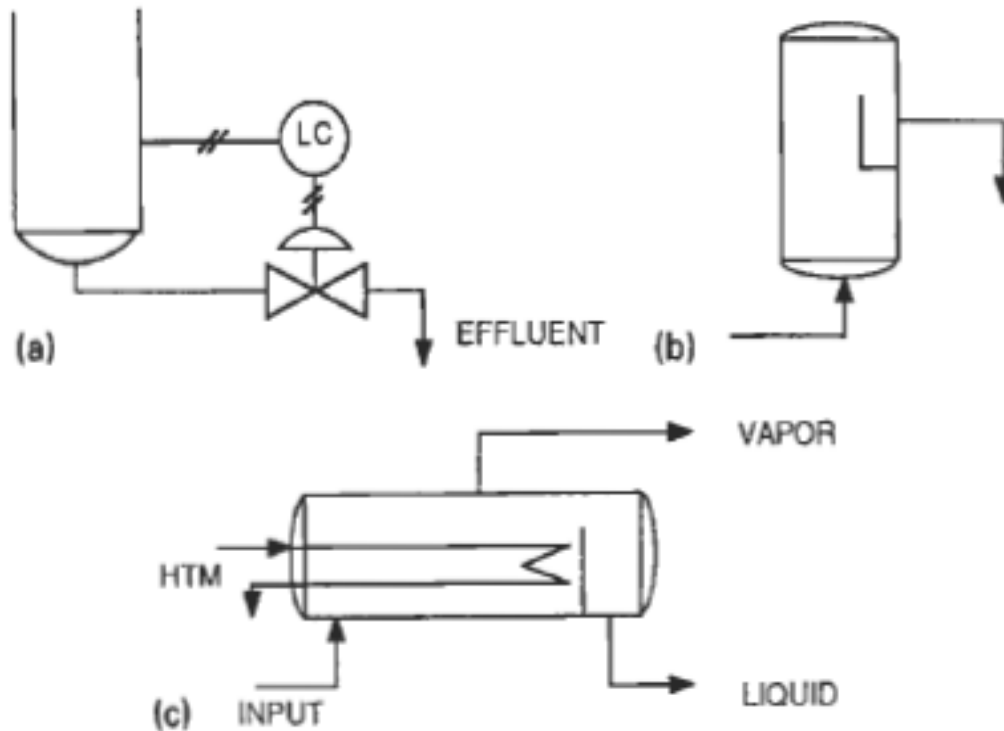 LC
(a)
EFFLUENT
(b)
VAPOR
HTM
(c)
INPUT
LIQUID